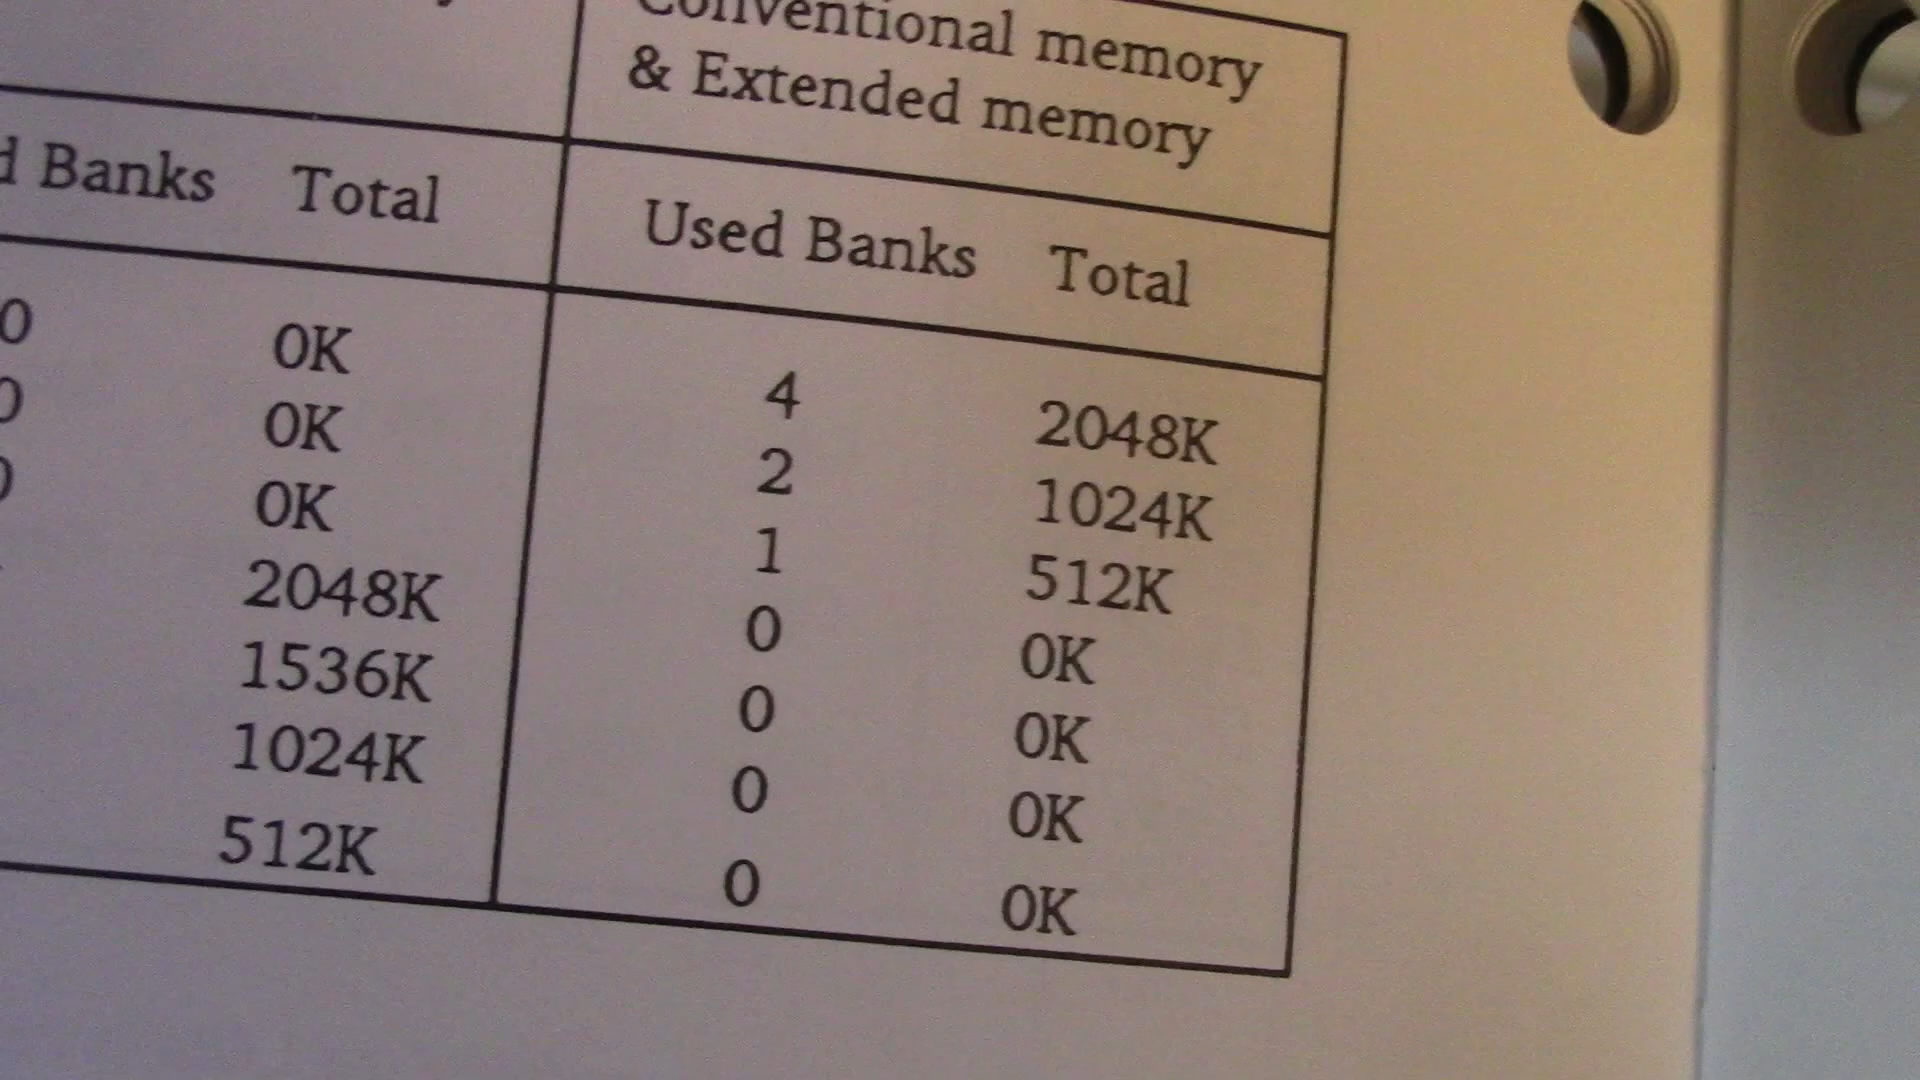 Conventional memory
& Extended memory
Banks Total Used Banks Total
0 0K 4 2048K
0 0K 2 1024K
0K 1 512K
2048K 0 0K
1536K 0 0K
1024K 0 0K
512K 0 0K